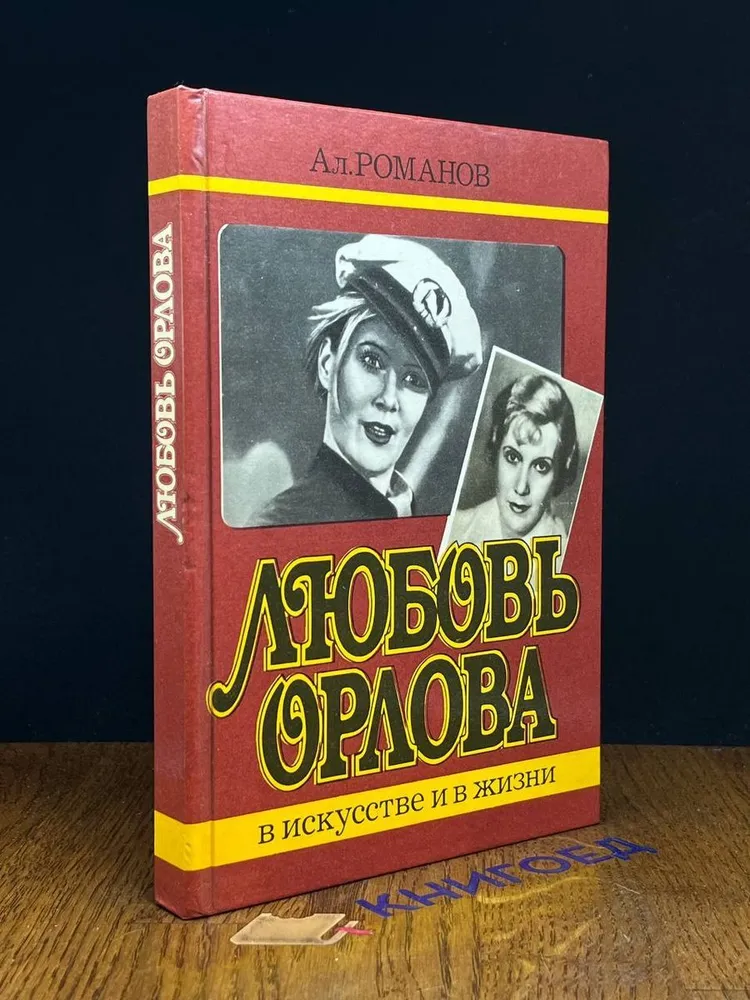 Ал.РОМАНОВ
ЛЮБОВЬ ОРЛОВА
ЛЮБОВЬ
ОРЛОВА
В ИСКУССТВЕ И В ЖИЗНИ
КНИГОЕД